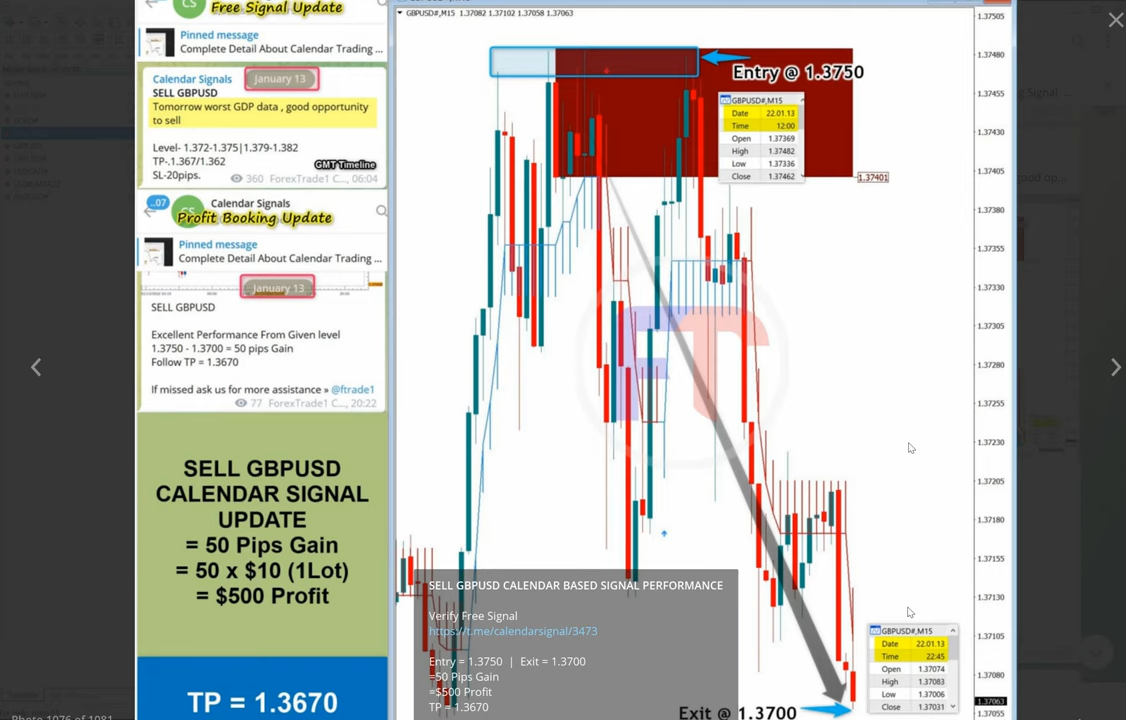 Free Signal Update
Pinned message
Complete Detail About Calendar Trading ...
Calendar Signals
January 13
SELL GBPUSD
Tomorrow worst GDP data , good opportunity
to sell
Level- 1.372-1.375|1.379-1.382
TP-.1.367/1.362
GMT Timeline
SL-20pips.
360 ForexTrade1 C..., 06:04
..07
Calendar Signals
CS
Profit Booking Update
Pinned message
Complete Detail About Calendar Trading ...
January 13
SELL GBPUSD
Excellent Performance From Given level
1.3750 - 1.3700 = 50 pips Gain
Follow TP = 1.3670
If missed ask us for more assistance » @ftrade1
77 ForexTrade1 C..., 20:22
SELL GBPUSD
CALENDAR SIGNAL
UPDATE
= 50 Pips Gain
= 50 x $10 (1Lot)
= $500 Profit
TP = 1.3670
GBPUSD#,M15 1.37082 1.37102 1.37058 1.37063
Entry @ 1.3750
GBPUSD#,M15
Date 22.01.13
Time 12:00
Open 1.37369
High 1.37482
Low 1.37336
Close 1.37462
1.37401
1.37505
1.37480
1.37455
1.37430
1.37405
1.37380
1.37355
1.37330
1.37305
1.37280
1.37255
1.37230
1.37205
1.37180
1.37155
1.37130
1.37105
1.37080
1.37063
1.37055
SELL GBPUSD CALENDAR BASED SIGNAL PERFORMANCE
Verify Free Signal
https://t.me/calendarsignal/3473
Entry = 1.3750 | Exit = 1.3700
=50 Pips Gain
=$500 Profit
TP = 1.3670
GBPUSD#,M15
Date 22.01.13
Time 22:45
Open 1.37074
High 1.37083
Low 1.37006
Close 1.37031
Exit @ 1.3700